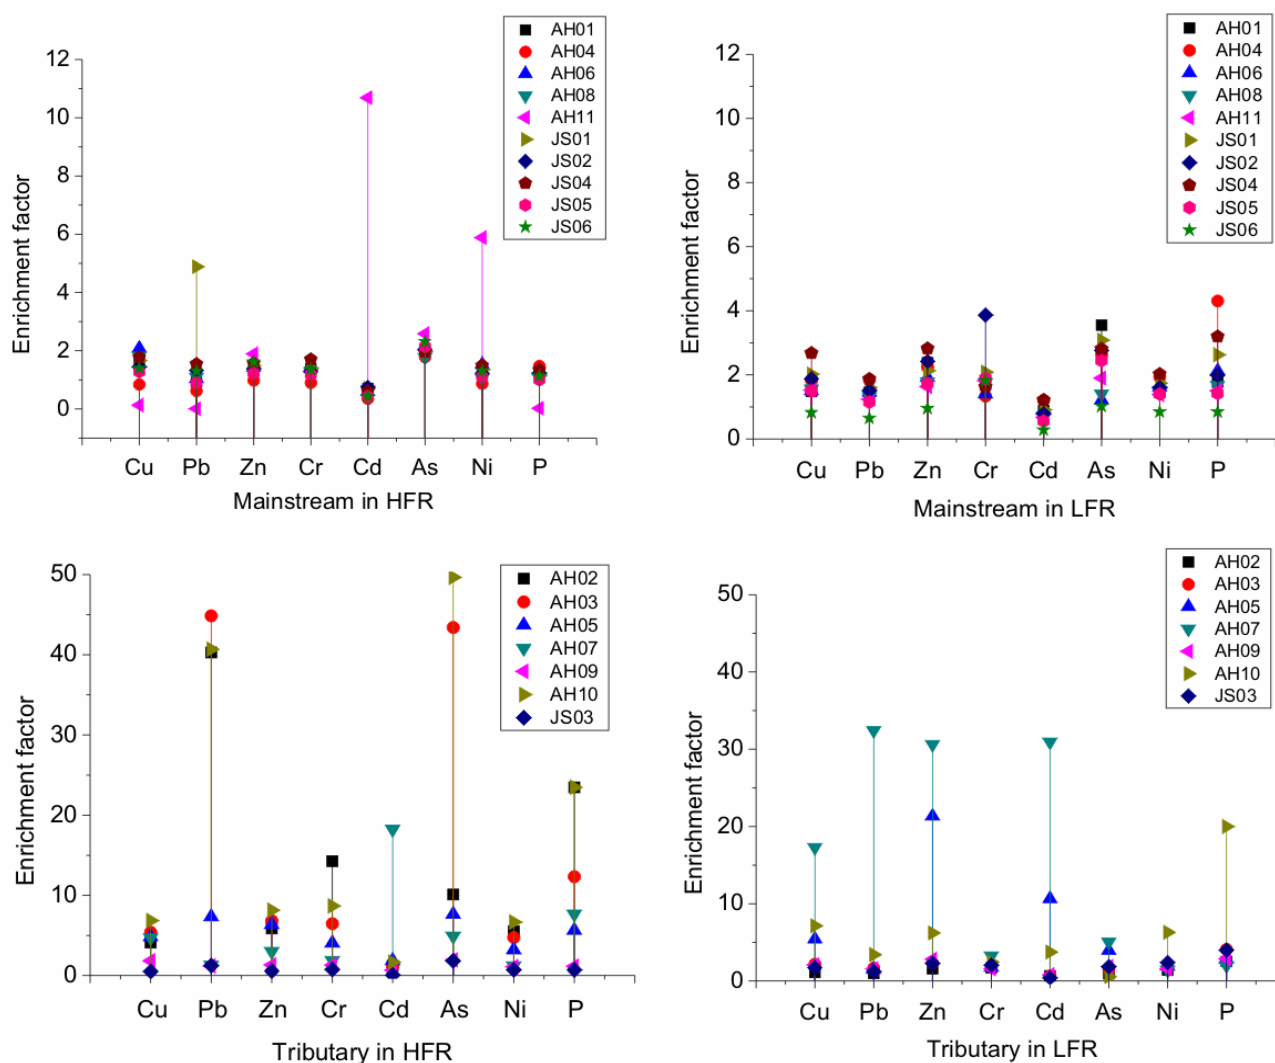 AH01
AH04
AH06
AH08
AH11
JS01
JS02
JS04
JS05
JS06
12
10
8
6
4
2
0
Enrichment factor
Cu Pb Zn Cr Cd As Ni P
Mainstream in HFR
AH01
AH04
AH06
AH08
AH11
JS01
JS02
JS04
JS05
JS06
12
10
8
6
4
2
0
Enrichment factor
Cu Pb Zn Cr Cd As Ni P
Mainstream in LFR
AH02
AH03
AH05
AH07
AH09
AH10
JS03
50
40
30
20
10
0
Enrichment factor
Cu Pb Zn Cr Cd As Ni P
Tributary in HFR
AH02
AH03
AH05
AH07
AH09
AH10
JS03
50
40
30
20
10
0
Enrichment factor
Cu Pb Zn Cr Cd As Ni P
Tributary in LFR